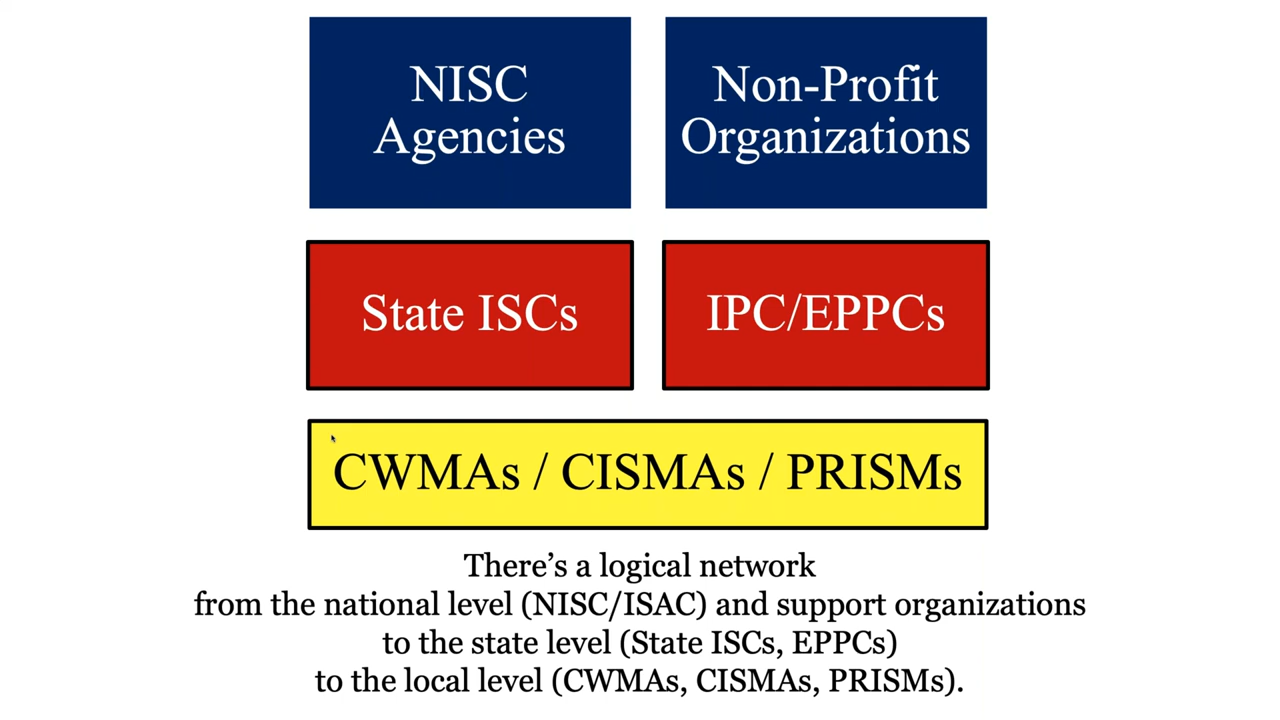 NISC
Agencies
Non-Profit
Organizations
State ISCs
IPC/EPPCs
CWMAs / CISMAs / PRISMs
There’s a logical network
from the national level (NISC/ISAC) and support organizations
to the state level (State ISCs, EPPCs)
to the local level (CWMAs, CISMAs, PRISMs).